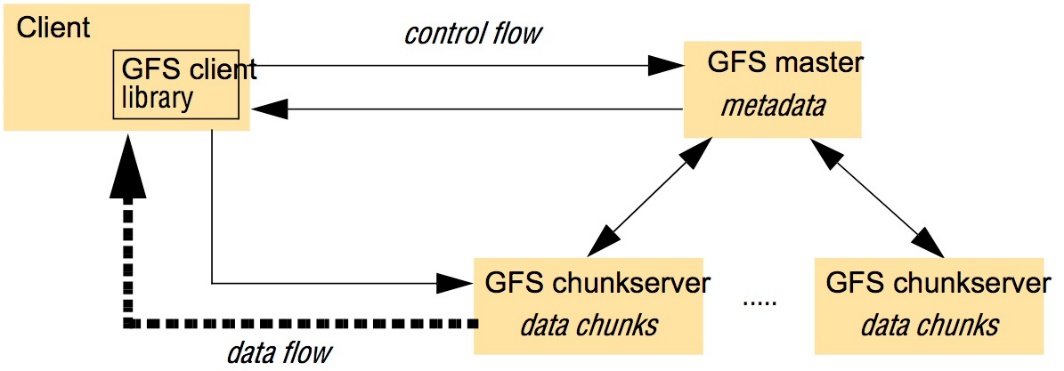 Client
GFS client
library
control flow
GFS master
metadata
GFS chunkserver
data chunks
.....
GFS chunkserver
data chunks
data flow